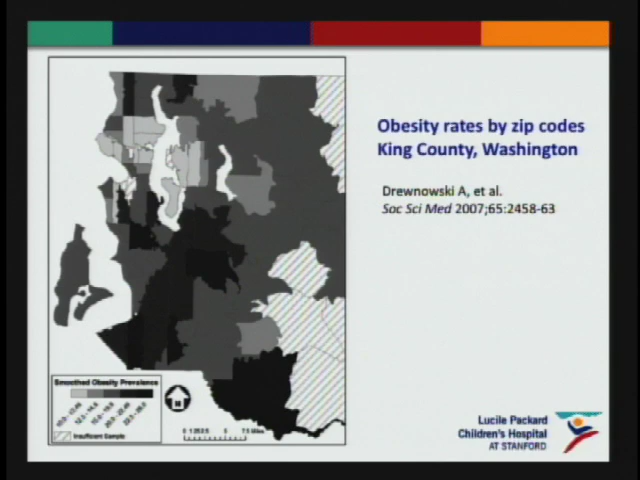 Obesity rates by zip codes
King County, Washington
Drewnowski A, et al.
Soc Sci Med 2007;65:2458-63
Smoothed Obesity Prevalence
Insufficient Sample
Lucile Packard
Children's Hospital
AT STANFORD